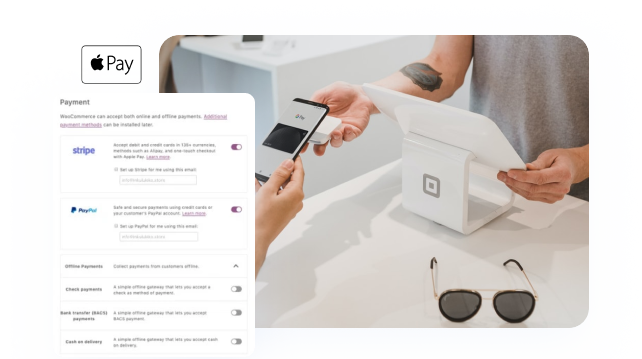 Pay
Payment
WooCommerce can accept both online and offline payments. Additional
payment methods can be installed later.
stripe
Accept debit and credit cards in 135+ currencies,
methods such as Alipay, and one-touch checkout
with Apple Pay. Learn more.
Set up Stripe for me using this email:
PayPal
Safe and secure payments using credit cards or
your customer's PayPal account. Learn more.
Set up PayPal for me using this email:
Offline Payments
Collect payments from customers offline.
Check payments
A simple offline gateway that lets you accept a
check as method of payment.
Bank transfer (BACS)
payments
A simple offline gateway that lets you accept
BACS payment.
Cash on delivery
A simple offline gateway that lets you accept cash
on delivery.
G Pay